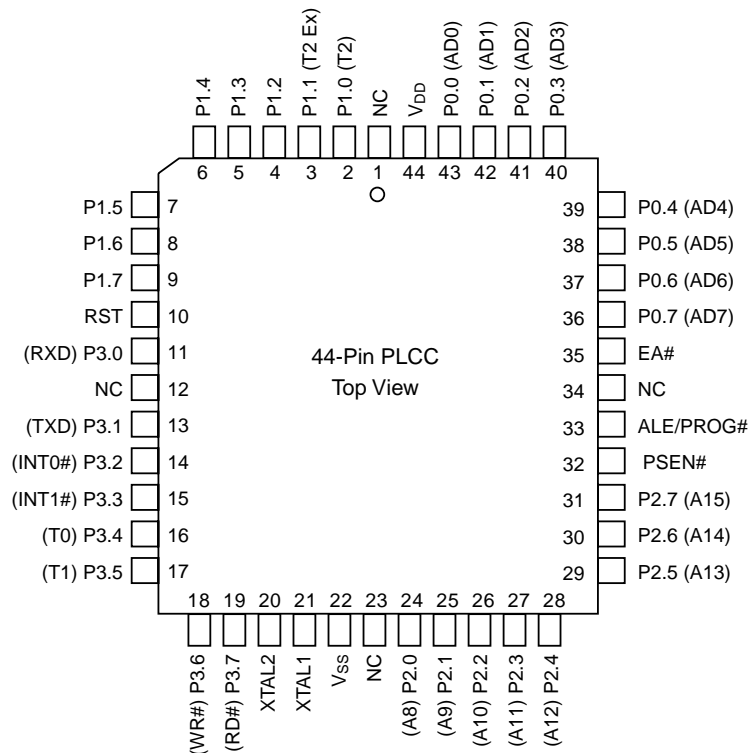 P1.4
P1.3
P1.2
P1.1 (T2 Ex)
P1.0 (T2)
NC
VDD
P0.0 (AD0)
P0.1 (AD1)
P0.2 (AD2)
P0.3 (AD3)
6 5 4 3 2 1 44 43 42 41 40
P1.5 7
P1.6 8
P1.7 9
RST 10
(RXD) P3.0 11
NC 12
(TXD) P3.1 13
(INT0#) P3.2 14
(INT1#) P3.3 15
(T0) P3.4 16
(T1) P3.5 17
44-Pin PLCC
Top View
39 P0.4 (AD4)
38 P0.5 (AD5)
37 P0.6 (AD6)
36 P0.7 (AD7)
35 EA#
34 NC
33 ALE/PROG#
32 PSEN#
31 P2.7 (A15)
30 P2.6 (A14)
29 P2.5 (A13)
18 19 20 21 22 23 24 25 26 27 28
(WR#) P3.6
(RD#) P3.7
XTAL2
XTAL1
VSS
NC
(A8) P2.0
(A9) P2.1
(A10) P2.2
(A11) P2.3
(A12) P2.4